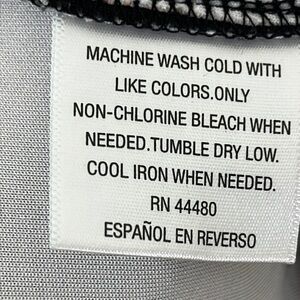 MACHINE WASH COLD WITH
LIKE COLORS.ONLY
NON-CHLORINE BLEACH WHEN
NEEDED.TUMBLE DRY LOW.
COOL IRON WHEN NEEDED.
RN 44480
ESPAÑOL EN REVERSO